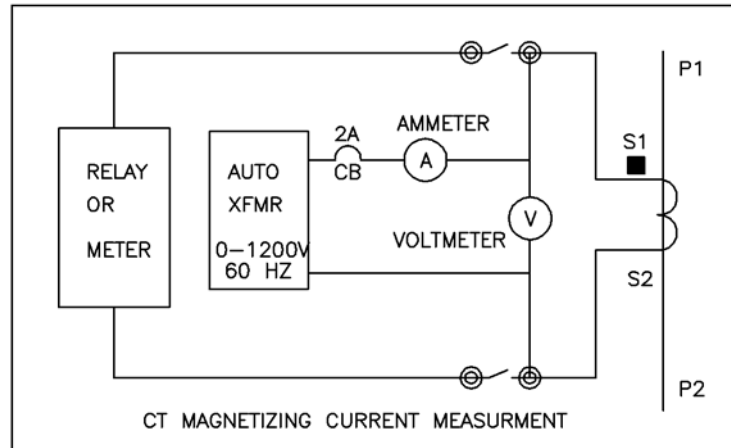 P1
2A
AMMETER
S1
RELAY
OR
METER
AUTO
XFMR
CB
A
0-1200V
60 HZ
V
VOLTMETER
S2
P2
CT MAGNETIZING CURRENT MEASURMENT